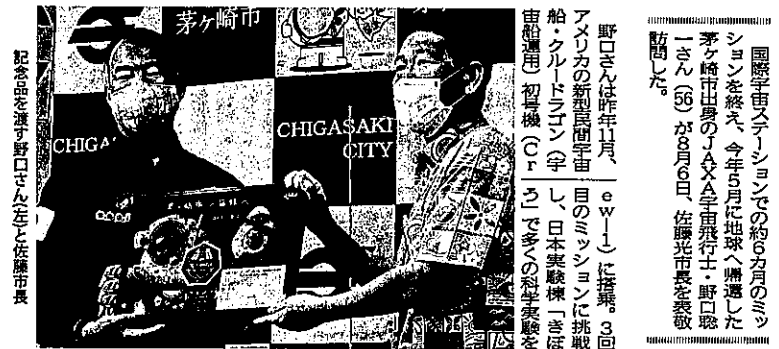 国際宇宙ステーションでの約6カ月のミッ
ションを終え、今年5月に地球へ帰還した
茅ヶ崎市出身のJAXA宇宙飛行士・野口聡
一さん（56）が8月6日、佐藤光市長を表敬
訪問した。
野口さんは昨年11月、
アメリカの新型民間宇宙
船・クルードラゴン（宇
宙船運用）初号機（Cr
ew―1）に搭乗。3回
目のミッションに挑戦
し、日本実験棟「きぼ
う」で多くの科学実験を
茅ヶ崎市
CHIGA
CHIGASAKI
CITY
記念品を渡す野口さん（左）と佐藤市長